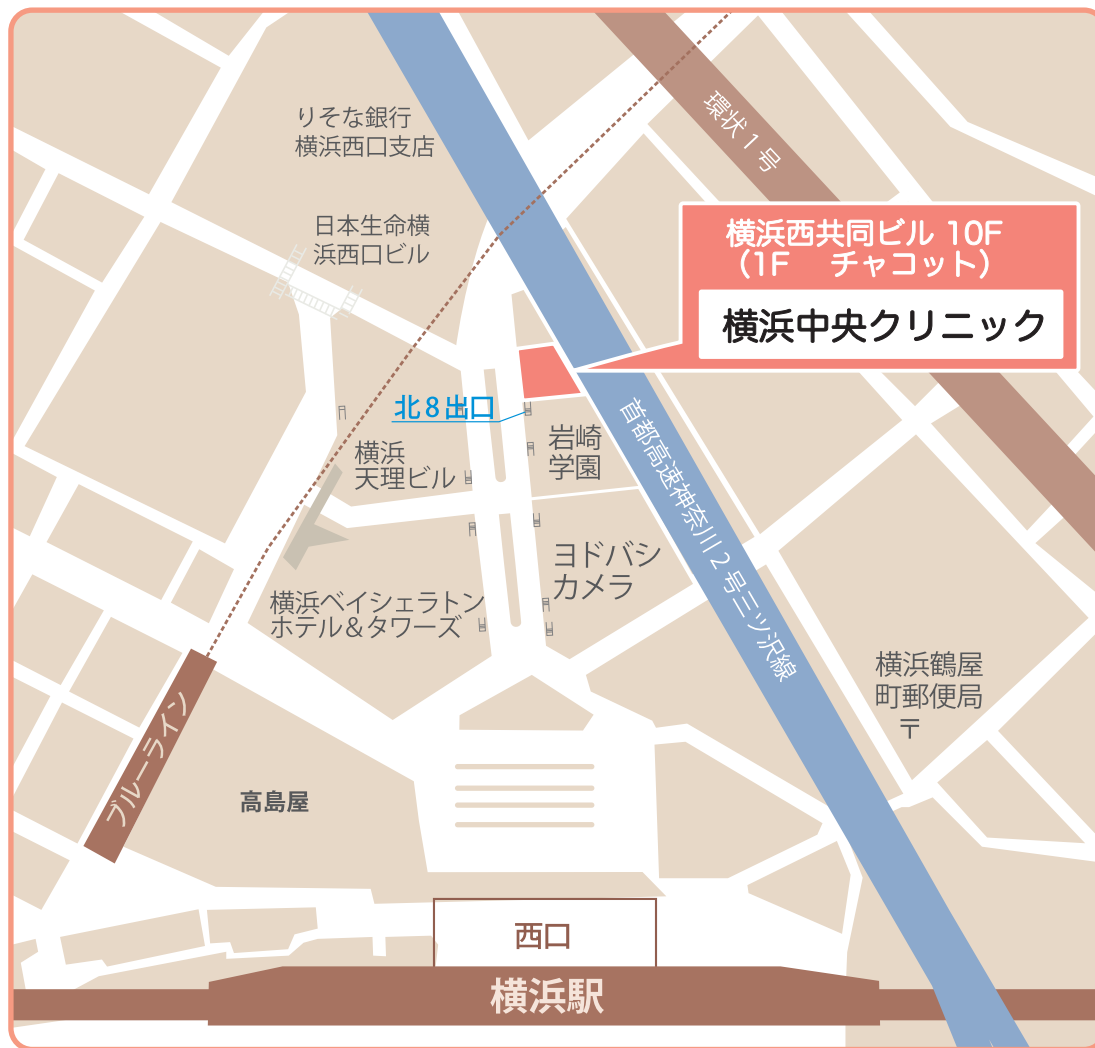 りそな銀行
横浜西口支店
環状1号
日本生命横
浜西口ビル
横浜西共同ビル 10F
(1F チャコット)
横浜中央クリニック
北8出口
横浜
天理ビル
岩崎
学園
首都高速神奈川2号三ツ沢線
ヨドバシ
カメラ
横浜ベイシェラトン
ホテル&タワーズ
横浜鶴屋
町郵便局
〒
ブルーライン
高島屋
西口
横浜駅